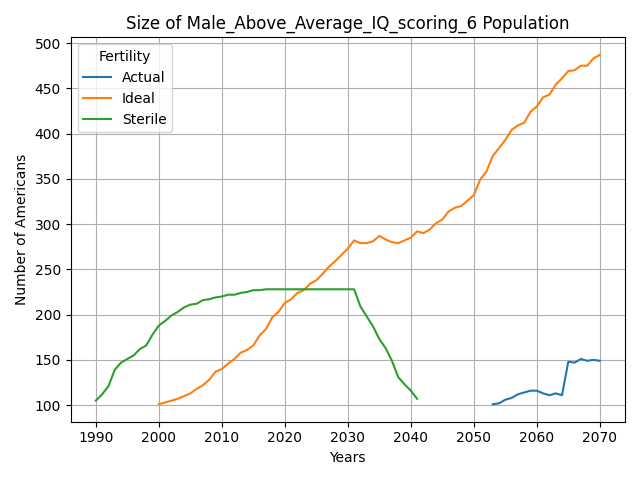 Size of Male_Above_Average_IQ_scoring_6 Population
Number of Americans
500
450
400
350
300
250
200
150
100
Fertility
Actual
Ideal
Sterile
1990 2000 2010 2020 2030 2040 2050 2060 2070
Years